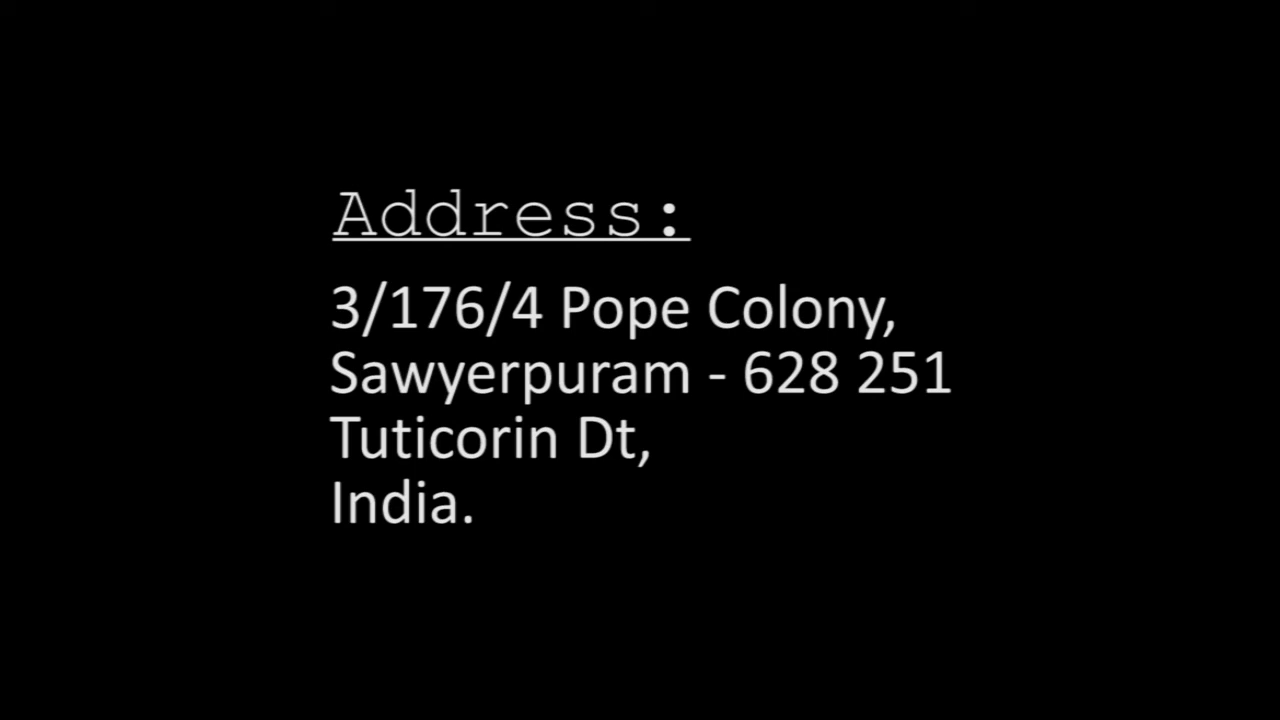 Address:
3/176/4 Pope Colony,
Sawyerpuram - 628 251
Tuticorin Dt,
India.